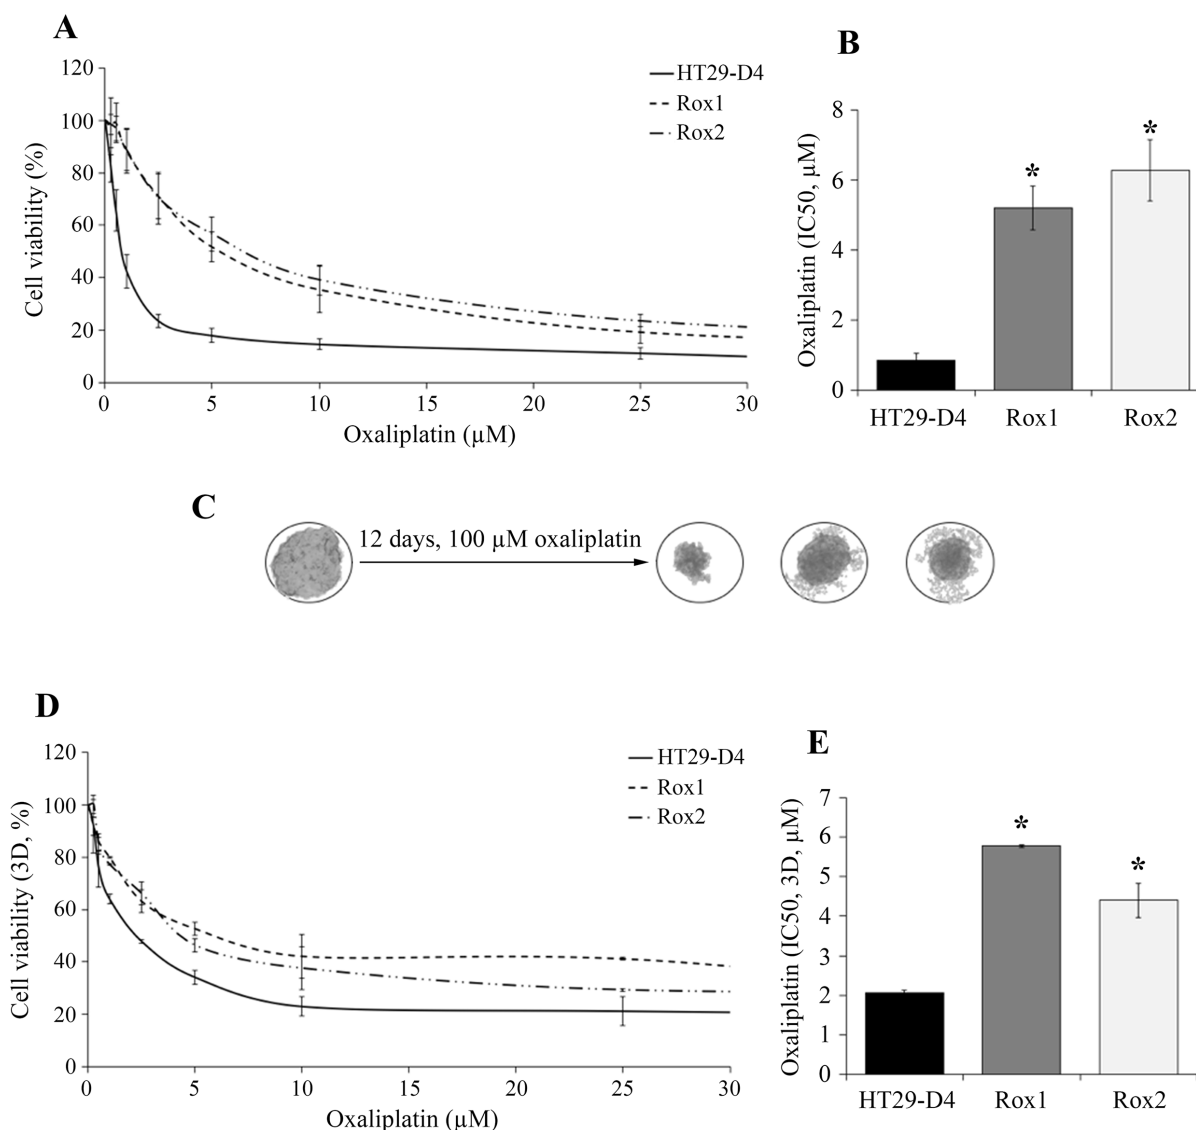 A
120
100
80
60
40
20
0
Cell viability (%)
0 5 10 15 20 25 30
Oxaliplatin (µM)
HT29-D4
Rox1
Rox2
B
8
6
4
2
0
Oxaliplatin (IC50, µM)
*
*
HT29-D4 Rox1 Rox2
C
12 days, 100 µM oxaliplatin
D
120
100
80
60
40
20
0
Cell viability (3D, %)
0 5 10 15 20 25 30
Oxaliplatin (µM)
HT29-D4
Rox1
Rox2
E
7
6
5
4
3
2
1
0
Oxaliplatin (IC50, 3D, µM)
*
*
HT29-D4 Rox1 Rox2